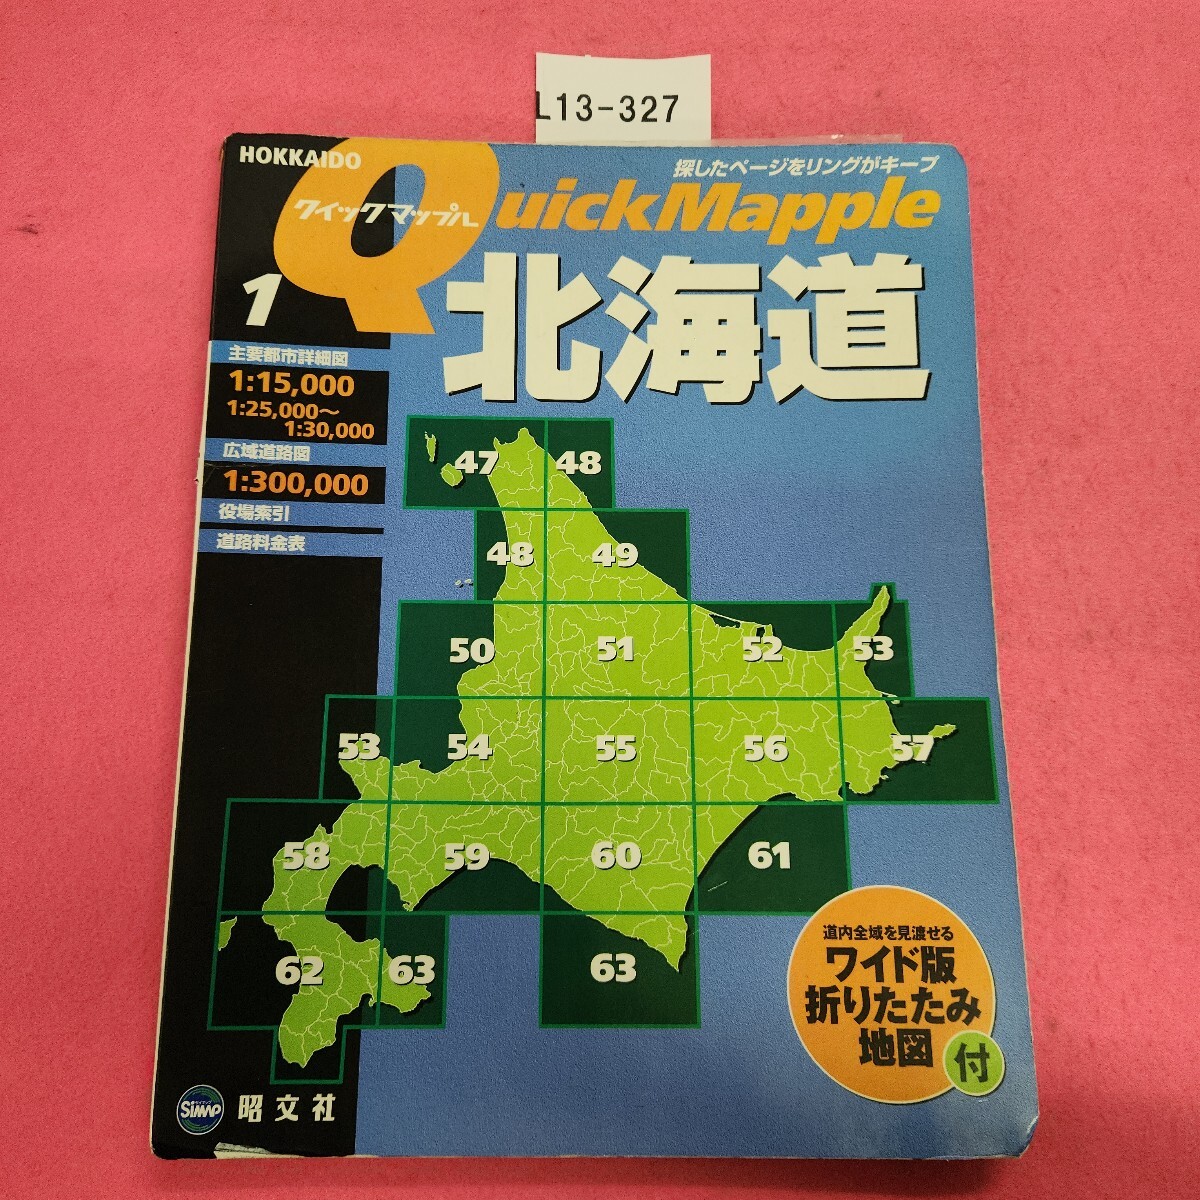 L13-327
HOKKAIDO
探したページをリングがキープ
QuickMapple
クイックマップル
1
北海道
主要都市詳細図
1:15,000
1:25,000～
1:30,000
広域道路図
1:300,000
役場索引
道路料金表
47
48
48
49
50
51
52
53
53
54
55
56
57
58
59
60
61
62
63
63
道内全域を見渡せる
ワイド版
折りたたみ
地図
付
SiMAP
昭文社